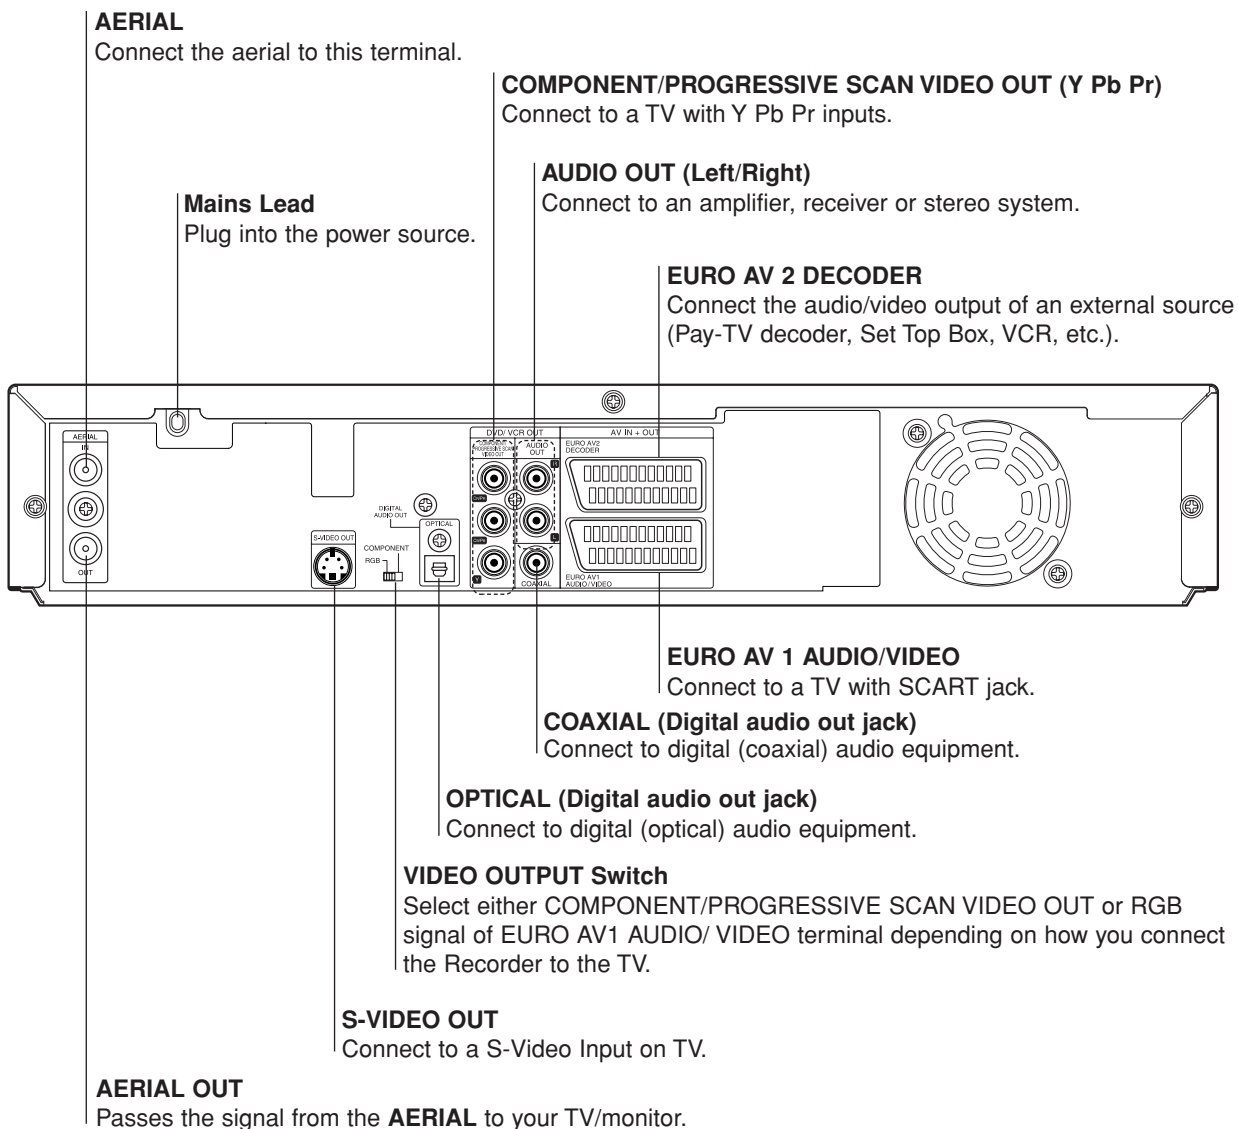 AERIAL
Connect the aerial to this terminal.
COMPONENT/PROGRESSIVE SCAN VIDEO OUT (Y Pb Pr)
Connect to a TV with Y Pb Pr inputs.
AUDIO OUT (Left/Right)
Connect to an amplifier, receiver or stereo system.
Mains Lead
Plug into the power source.
EURO AV 2 DECODER
Connect the audio/video output of an external source
(Pay-TV decoder, Set Top Box, VCR, etc.).
AERIAL
IN
OUT
S-VIDEO OUT
DIGITAL
AUDIO OUT
COMPONENT
RGB
OPTICAL
DVD/ VCR OUT
COMPONENT
PROGRESSIVE SCAN
VIDEO OUT
Y
AUDIO
OUT
R
L
COAXIAL
AV IN + OUT
EURO AV2
DECODER
EURO AV1
AUDIO/VIDEO
EURO AV 1 AUDIO/VIDEO
Connect to a TV with SCART jack.
COAXIAL (Digital audio out jack)
Connect to digital (coaxial) audio equipment.
OPTICAL (Digital audio out jack)
Connect to digital (optical) audio equipment.
VIDEO OUTPUT Switch
Select either COMPONENT/PROGRESSIVE SCAN VIDEO OUT or RGB
signal of EURO AV1 AUDIO/ VIDEO terminal depending on how you connect
the Recorder to the TV.
S-VIDEO OUT
Connect to a S-Video Input on TV.
AERIAL OUT
Passes the signal from the AERIAL to your TV/monitor.